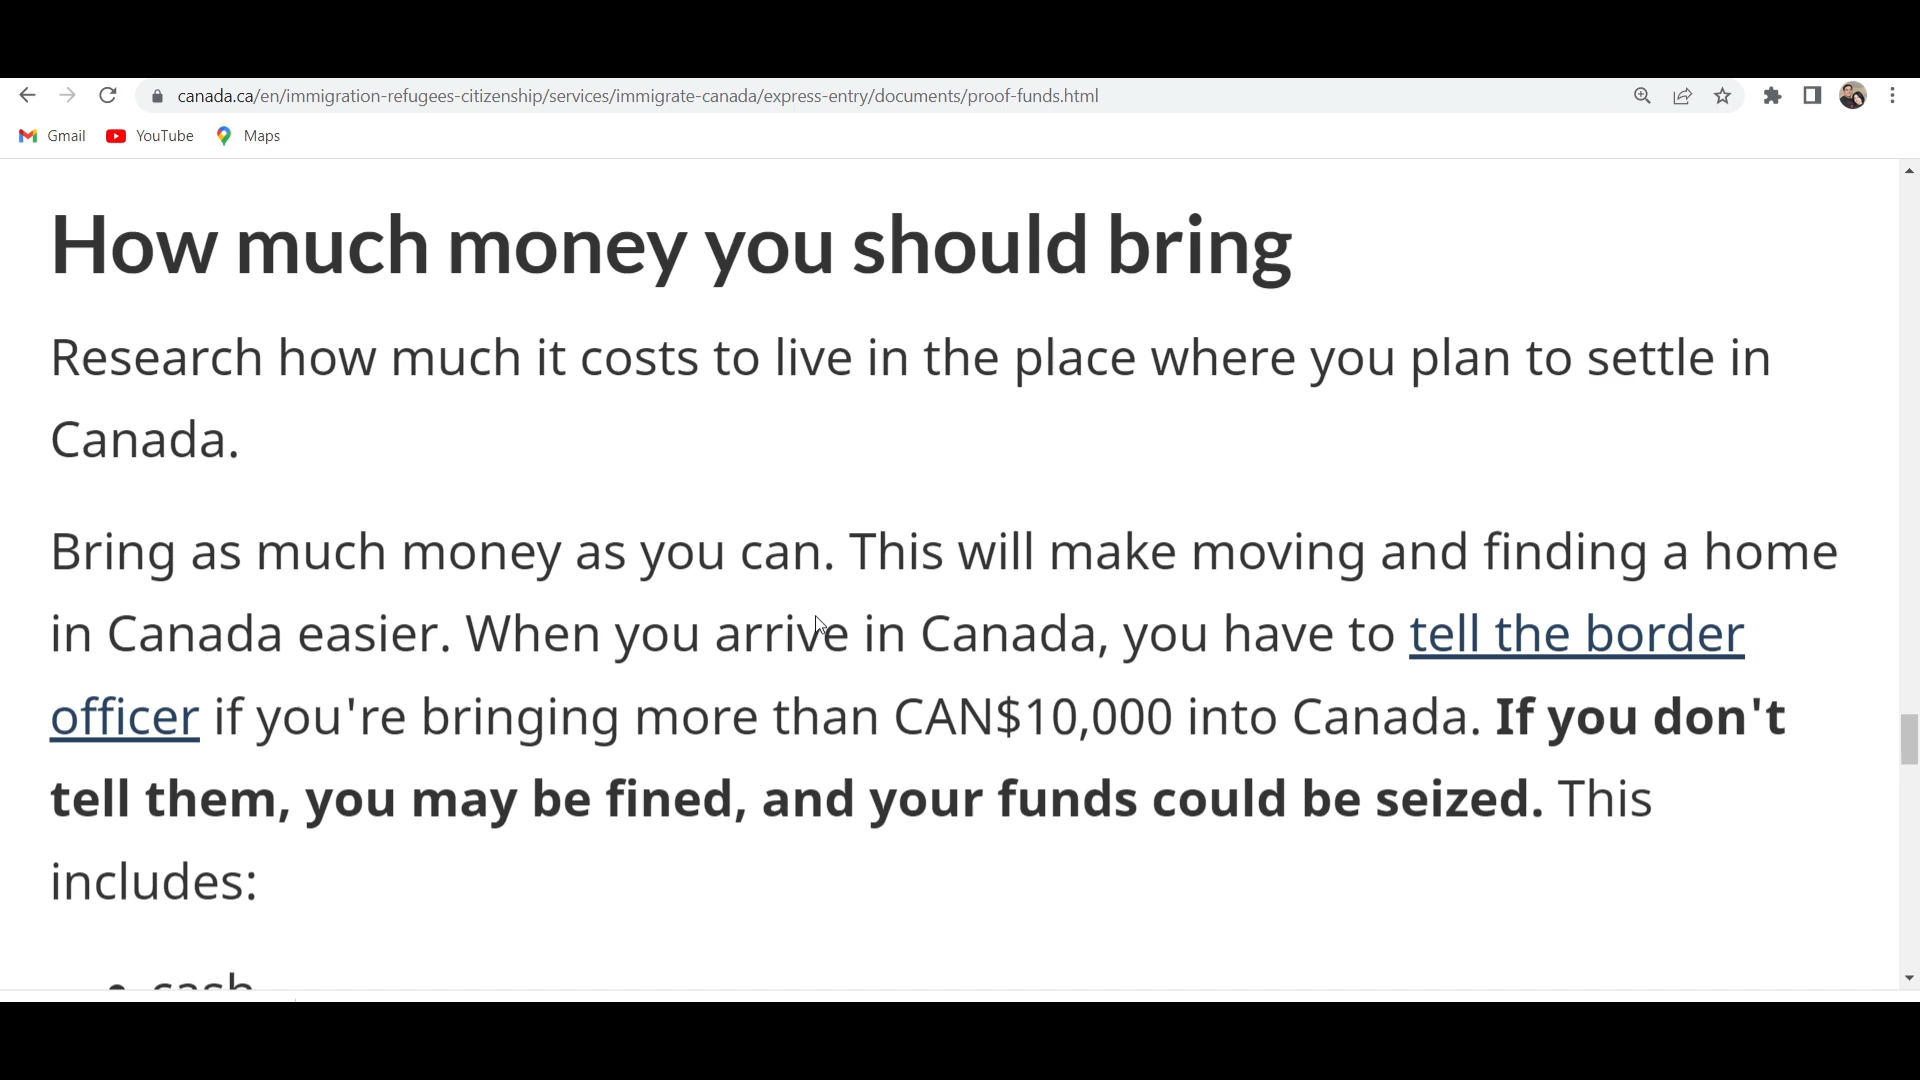 canada.ca/en/immigration-refugees-citizenship/services/immigrate-canada/express-entry/documents/proof-funds.html
Gmail YouTube Maps
How much money you should bring
Research how much it costs to live in the place where you plan to settle in
Canada.
Bring as much money as you can. This will make moving and finding a home
in Canada easier. When you arrive in Canada, you have to tell the border
officer if you're bringing more than CAN$10,000 into Canada. If you don't
tell them, you may be fined, and your funds could be seized. This
includes:
• cash